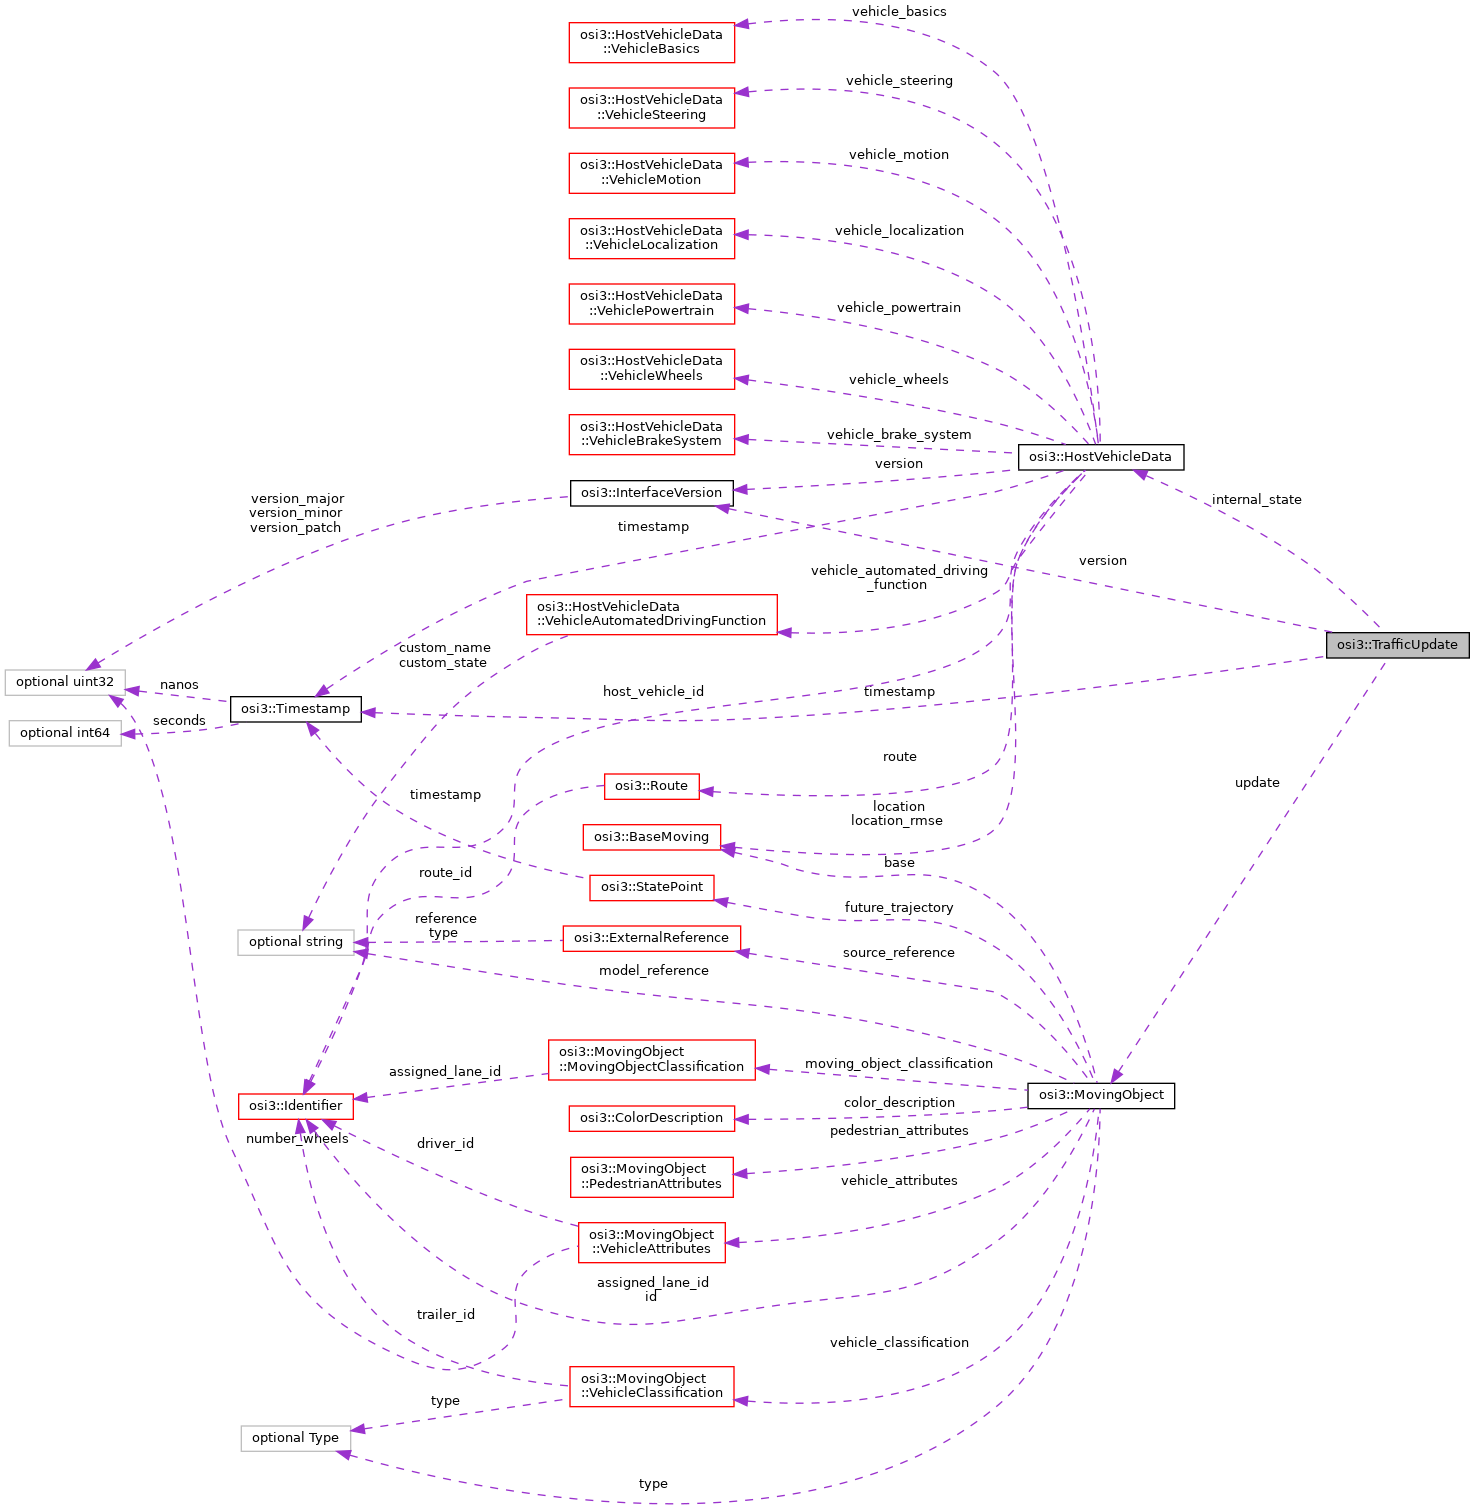 vehicle_basics
osi3::HostVehicleData
::VehicleBasics
vehicle_steering
osi3::HostVehicleData
::VehicleSteering
vehicle_motion
osi3::HostVehicleData
::VehicleMotion
vehicle_localization
osi3::HostVehicleData
::VehicleLocalization
vehicle_powertrain
osi3::HostVehicleData
::VehiclePowertrain
vehicle_wheels
osi3::HostVehicleData
::VehicleWheels
vehicle_brake_system
osi3::HostVehicleData
::VehicleBrakeSystem
osi3::HostVehicleData
version
osi3::InterfaceVersion
version_major
version_minor
version_patch
internal_state
timestamp
version
vehicle_automated_driving
_function
osi3::HostVehicleData
::VehicleAutomatedDrivingFunction
osi3::TrafficUpdate
custom_name
custom_state
optional uint32
nanos
host_vehicle_id
timestamp
osi3::Timestamp
seconds
optional int64
route
osi3::Route
update
timestamp
location
location_rmse
osi3::BaseMoving
base
route_id
osi3::StatePoint
future_trajectory
reference
type
optional string
osi3::ExternalReference
source_reference
model_reference
osi3::MovingObject
::MovingObjectClassification
moving_object_classification
assigned_lane_id
osi3::MovingObject
osi3::Identifier
color_description
osi3::ColorDescription
number_wheels
driver_id
pedestrian_attributes
osi3::MovingObject
::PedestrianAttributes
vehicle_attributes
osi3::MovingObject
::VehicleAttributes
assigned_lane_id
id
trailer_id
vehicle_classification
osi3::MovingObject
::VehicleClassification
type
optional Type
type